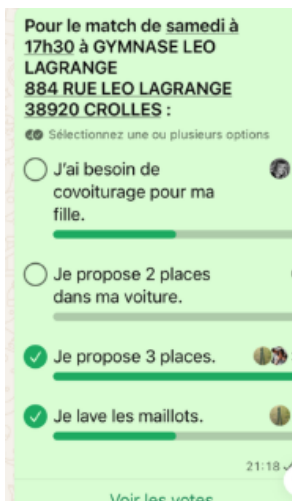 Pour le match de samedi à
17h30 à GYMNASE LEO
LAGRANGE
884 RUE LEO LAGRANGE
38920 CROLLES :
Sélectionnez une ou plusieurs options
J'ai besoin de
covoiturage pour ma
fille.
Je propose 2 places
dans ma voiture.
Je propose 3 places.
Je lave les maillots.
21:18
Voir les votes